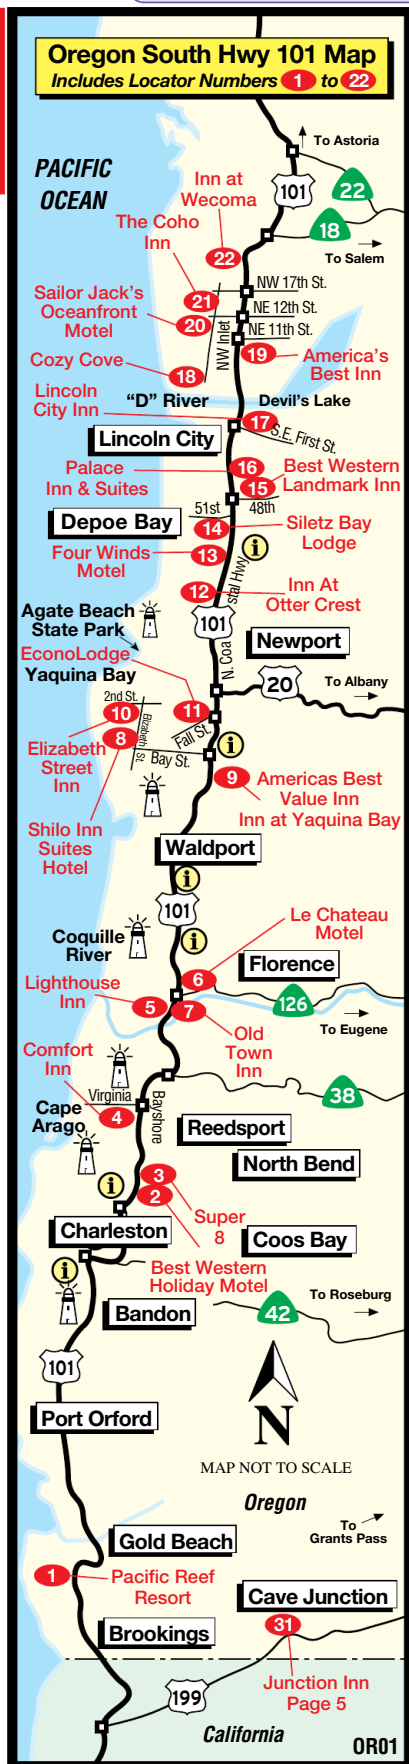 Oregon South Hwy 101 Map
Includes Locator Numbers 1 to 22
To Astoria
PACIFIC
OCEAN
101
22
18
To Salem
Inn at
Wecoma
22
The Coho
Inn
21
NW 17th St.
Sailor Jack's
Oceanfront
Motel
20
NE 12th St.
NW Inlet
NE 11th St.
19
America's
Best Inn
Cozy Cove
18
Lincoln
City Inn
"D" River
Devil's Lake
17
S.E. First St.
Lincoln City
Palace
Inn & Suites
16
15
Best Western
Landmark Inn
51st
48th
Depoe Bay
14
Siletz Bay
Lodge
Four Winds
Motel
13
i
12
Inn At
Otter Crest
stal Hwy
101
N. Coa
Agate Beach
State Park
Newport
EconoLodge
Yaquina Bay
20
To Albany
2nd St.
10
11
Elizabeth St.
Fall St.
8
Bay St.
i
Elizabeth
Street
Inn
9
Americas Best
Value Inn
Inn at Yaquina Bay
Shilo Inn
Suites
Hotel
Waldport
i
101
Coquille
River
i
Le Chateau
Motel
6
Florence
Lighthouse
Inn
5
7
126
To Eugene
Old
Town
Inn
Comfort
Inn
38
Virginia
4
Bayshore
Cape
Arago
Reedsport
North Bend
i
3
2
Super
8
Charleston
Coos Bay
i
Best Western
Holiday Motel
Bandon
42
To Roseburg
101
Port Orford
N
MAP NOT TO SCALE
Oregon
To
Grants Pass
Gold Beach
1
Pacific Reef
Resort
Cave Junction
31
Brookings
Junction Inn
Page 5
199
California
OR01